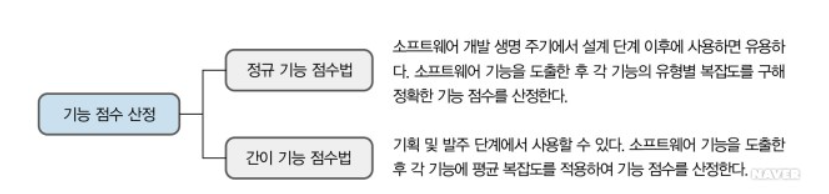 기능 점수 산정
정규 기능 점수법
소프트웨어 개발 생명 주기에서 설계 단계 이후에 사용하면 유용하
다. 소프트웨어 기능을 도출한 후 각 기능의 유형별 복잡도를 구해
정확한 기능 점수를 산정한다.
간이 기능 점수법
기획 및 발주 단계에서 사용할 수 있다. 소프트웨어 기능을 도출한
후 각 기능에 평균 복잡도를 적용하여 기능 점수를 산정한다.
NAVER